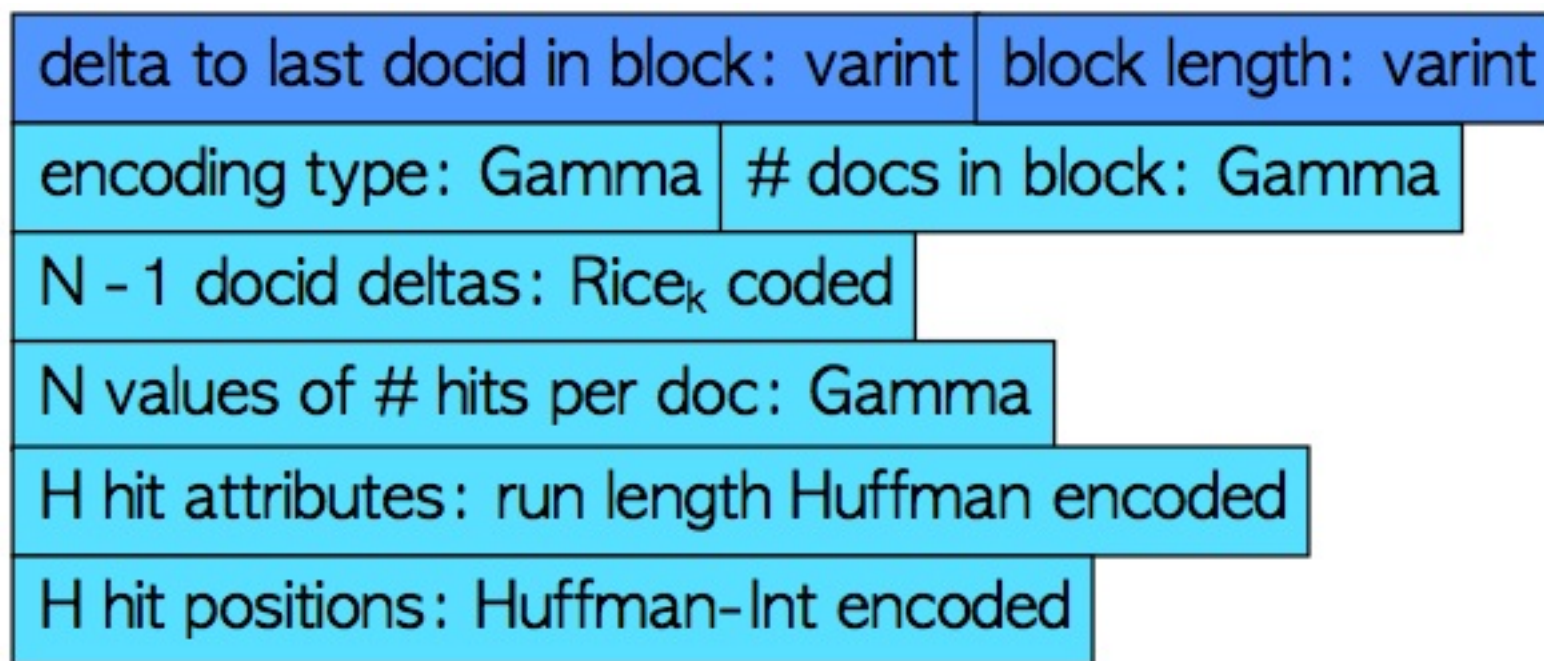 delta to last docid in block: varint block length: varint
encoding type: Gamma # docs in block: Gamma
N - 1 docid deltas: Riceₖ coded
N values of # hits per doc: Gamma
H hit attributes: run length Huffman encoded
H hit positions: Huffman-Int encoded